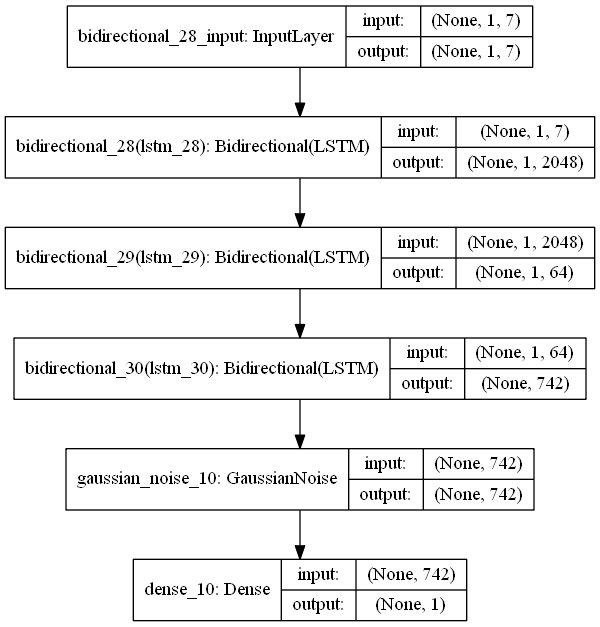 bidirectional_28_input: InputLayer input: (None, 1, 7)
output: (None, 1, 7)
bidirectional_28(lstm_28): Bidirectional(LSTM) input: (None, 1, 7)
output: (None, 1, 2048)
bidirectional_29(lstm_29): Bidirectional(LSTM) input: (None, 1, 2048)
output: (None, 1, 64)
bidirectional_30(lstm_30): Bidirectional(LSTM) input: (None, 1, 64)
output: (None, 742)
gaussian_noise_10: GaussianNoise input: (None, 742)
output: (None, 742)
dense_10: Dense input: (None, 742)
output: (None, 1)